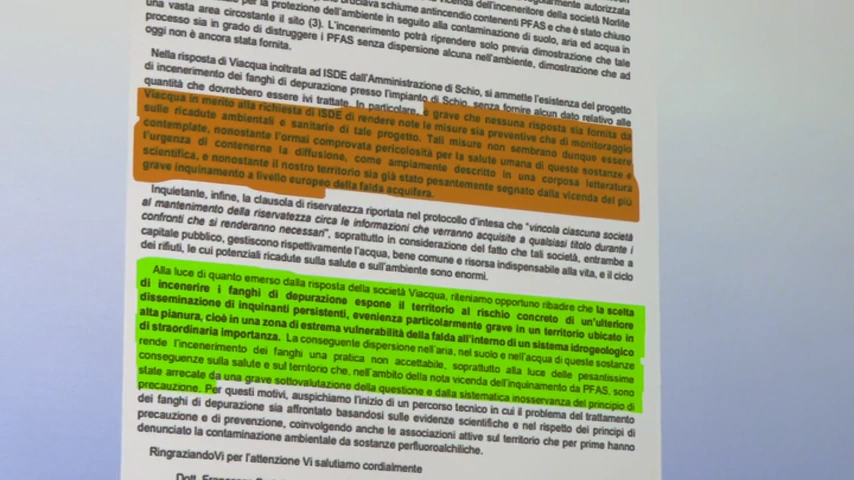 regolarmente autorizzata
bruciava schiume antincendio contenenti PFAS e che è stato chiuso
per la protezione dell'ambiente in seguito alla contaminazione di suolo, aria ed acqua in
una vasta area circostante il sito (3). L'incenerimento potrà riprendere solo previa dimostrazione che tale
processo sia in grado di distruggere i PFAS senza dispersione alcuna nell'ambiente, dimostrazione che ad
oggi non è ancora stata fornita.
Nella risposta di Viacqua inoltrata ad ISDE dall'Amministrazione di Schio, si ammette l'esistenza del progetto
di incenerimento dei fanghi di depurazione presso l'impianto di Schio, senza fornire alcun dato relativo alle
quantità che dovrebbero essere ivi trattate. In particolare, è grave che nessuna risposta sia fornita da
Viacqua in merito alla richiesta di ISDE di rendere note le misure sia preventive che di monitoraggio
sulle ricadute ambientali e sanitarie di tale progetto. Tali misure non sembrano dunque essere
contemplate, nonostante l'ormai comprovata pericolosità per la salute umana di queste sostanze e
l'urgenza di contenerne la diffusione, come ampiamente descritto in una corposa letteratura
scientifica, e nonostante il nostro territorio sia già stato pesantemente segnato dalla vicenda del più
grave inquinamento a livello europeo della falda acquifera.
Inquietante, infine, la clausola di riservatezza riportata nel protocollo d'intesa che "vincola ciascuna società
al mantenimento della riservatezza circa le informazioni che verranno acquisite a qualsiasi titolo durante i
confronti che si renderanno necessari", soprattutto in considerazione del fatto che tali società, entrambe a
capitale pubblico, gestiscono rispettivamente l'acqua, bene comune e risorsa indispensabile alla vita, e il ciclo
dei rifiuti, le cui potenziali ricadute sulla salute e sull'ambiente sono enormi.
Alla luce di quanto emerso dalla risposta della società Viacqua, riteniamo opportuno ribadire che la scelta
di incenerire i fanghi di depurazione espone il territorio al rischio concreto di un'ulteriore
disseminazione di inquinanti persistenti, evenienza particolarmente grave in un territorio ubicato in
alta pianura, cioè in una zona di estrema vulnerabilità della falda all'interno di un sistema idrogeologico
di straordinaria importanza. La conseguente dispersione nell'aria, nel suolo e nell'acqua di queste sostanze
rende l'incenerimento dei fanghi una pratica non accettabile, soprattutto alla luce delle pesantissime
conseguenze sulla salute e sul territorio che, nell'ambito della nota vicenda dell'inquinamento da PFAS, sono
state arrecate da una grave sottovalutazione della questione e dalla sistematica inosservanza del principio di
precauzione. Per questi motivi, auspichiamo l'inizio di un percorso tecnico in cui il problema del trattamento
dei fanghi di depurazione sia affrontato basandosi sulle evidenze scientifiche e nel rispetto dei principi di
precauzione e di prevenzione, coinvolgendo anche le associazioni attive sul territorio che per prime hanno
denunciato la contaminazione ambientale da sostanze perfluoroalchiliche.
RingraziandoVi per l'attenzione Vi salutiamo cordialmente
Dott.